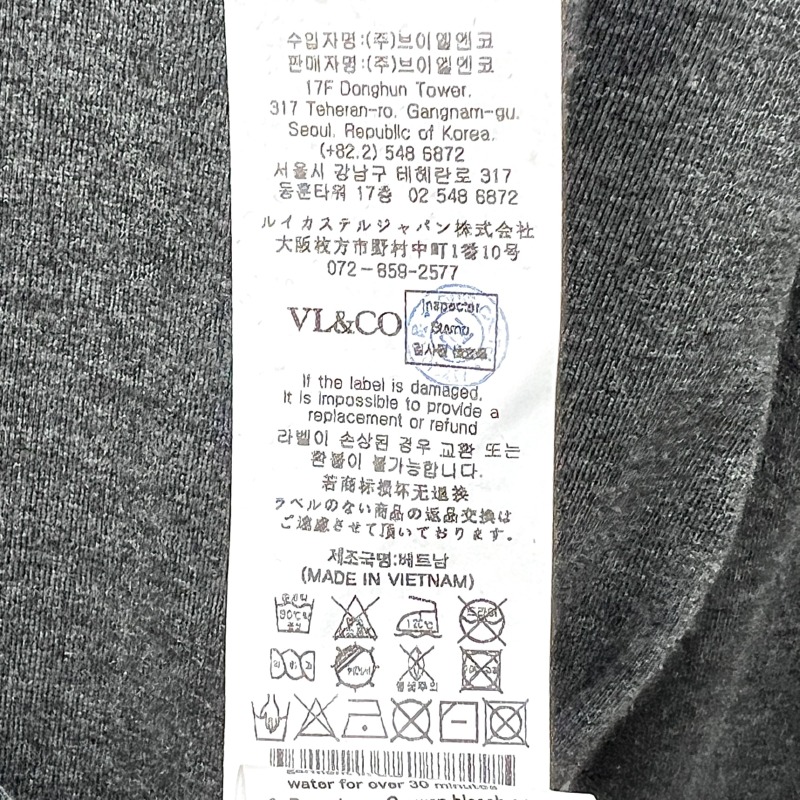 수입자명:(주)브이엘엔코
판매자명:(주)브이엘엔코
17F Donghun Tower,
317 Teheran-ro, Gangnam-gu,
Seoul, Republic of Korea.
(+82.2) 548 6872
서울시 강남구 테헤란로 317
동훈타워 17층 02 548 6872
ルイカステルジャパン株式会社
大阪枚方市野村中町1番10号
072-859-2577
VL&CO
Inspector
Stamp
If the label is damaged,
It is impossible to provide a
replacement or refund
라벨이 손상된 경우 교환 또는
환불이 불가능합니다.
若商标损坏无退换
ラベルのない商品の返品交換は
ご遠慮させて頂いております。
제조국명:베트남
(MADE IN VIETNAM)
드라이
water for over 30 minutes